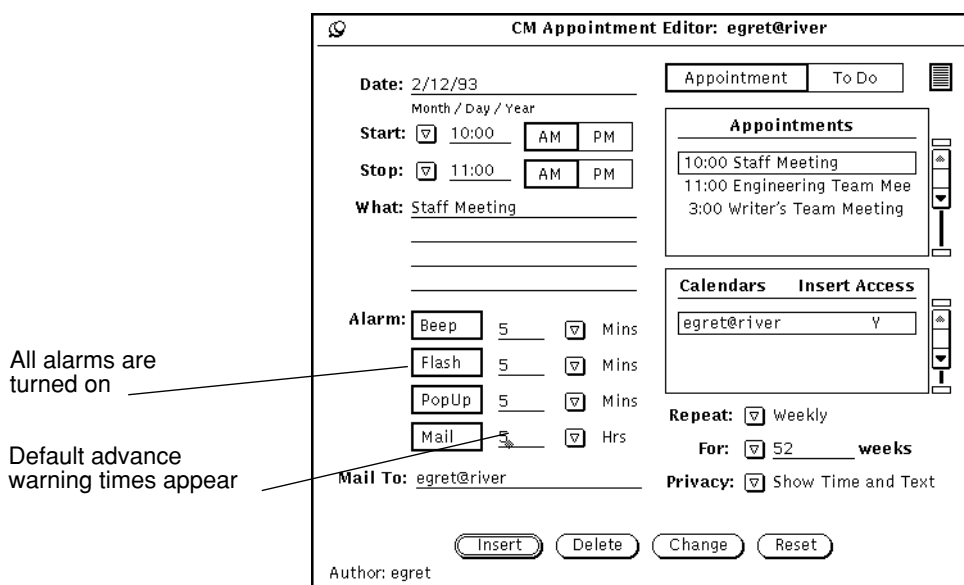 CM Appointment Editor: egret@river
Date: 2/12/93
Month / Day / Year
Start: 10:00 AM PM
Stop: 11:00 AM PM
What: Staff Meeting
Appointment To Do
Appointments
10:00 Staff Meeting
11:00 Engineering Team Mee
3:00 Writer's Team Meeting
Calendars Insert Access
egret@river Y
Alarm: Beep 5 Mins
Flash 5 Mins
PopUp 5 Mins
Mail 5 Hrs
Mail To: egret@river
Repeat: Weekly
For: 52 weeks
Privacy: Show Time and Text
Insert Delete Change Reset
Author: egret
All alarms are
turned on
Default advance
warning times appear